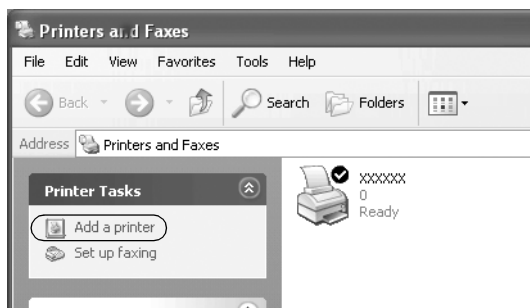 Printers and Faxes
File Edit View Favorites Tools Help
Back Search Folders
Address Printers and Faxes
Printer Tasks
Add a printer
Set up faxing
xxxxxx
0
Ready